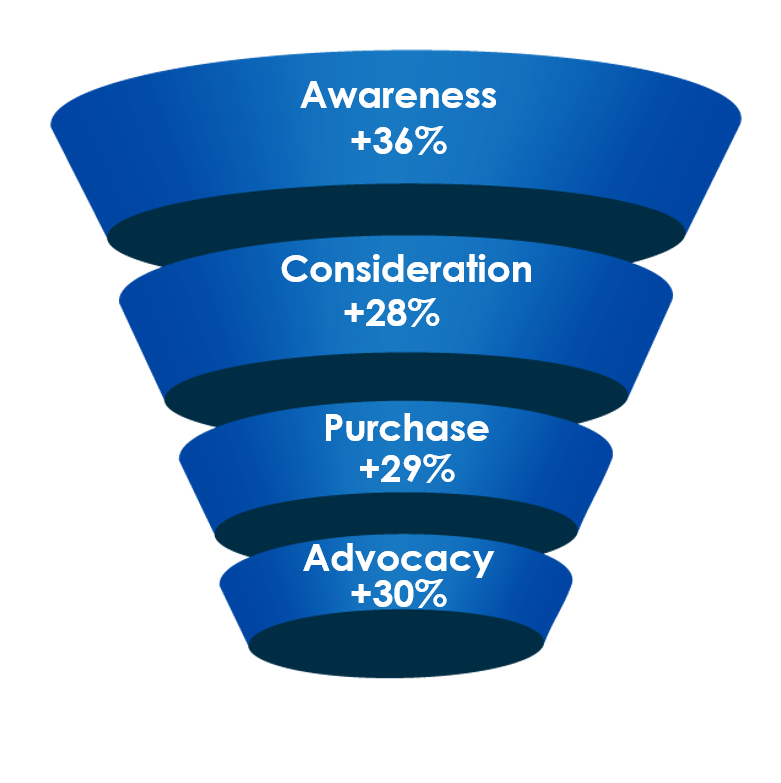 Awareness
+36%
Consideration
+28%
Purchase
+29%
Advocacy
+30%